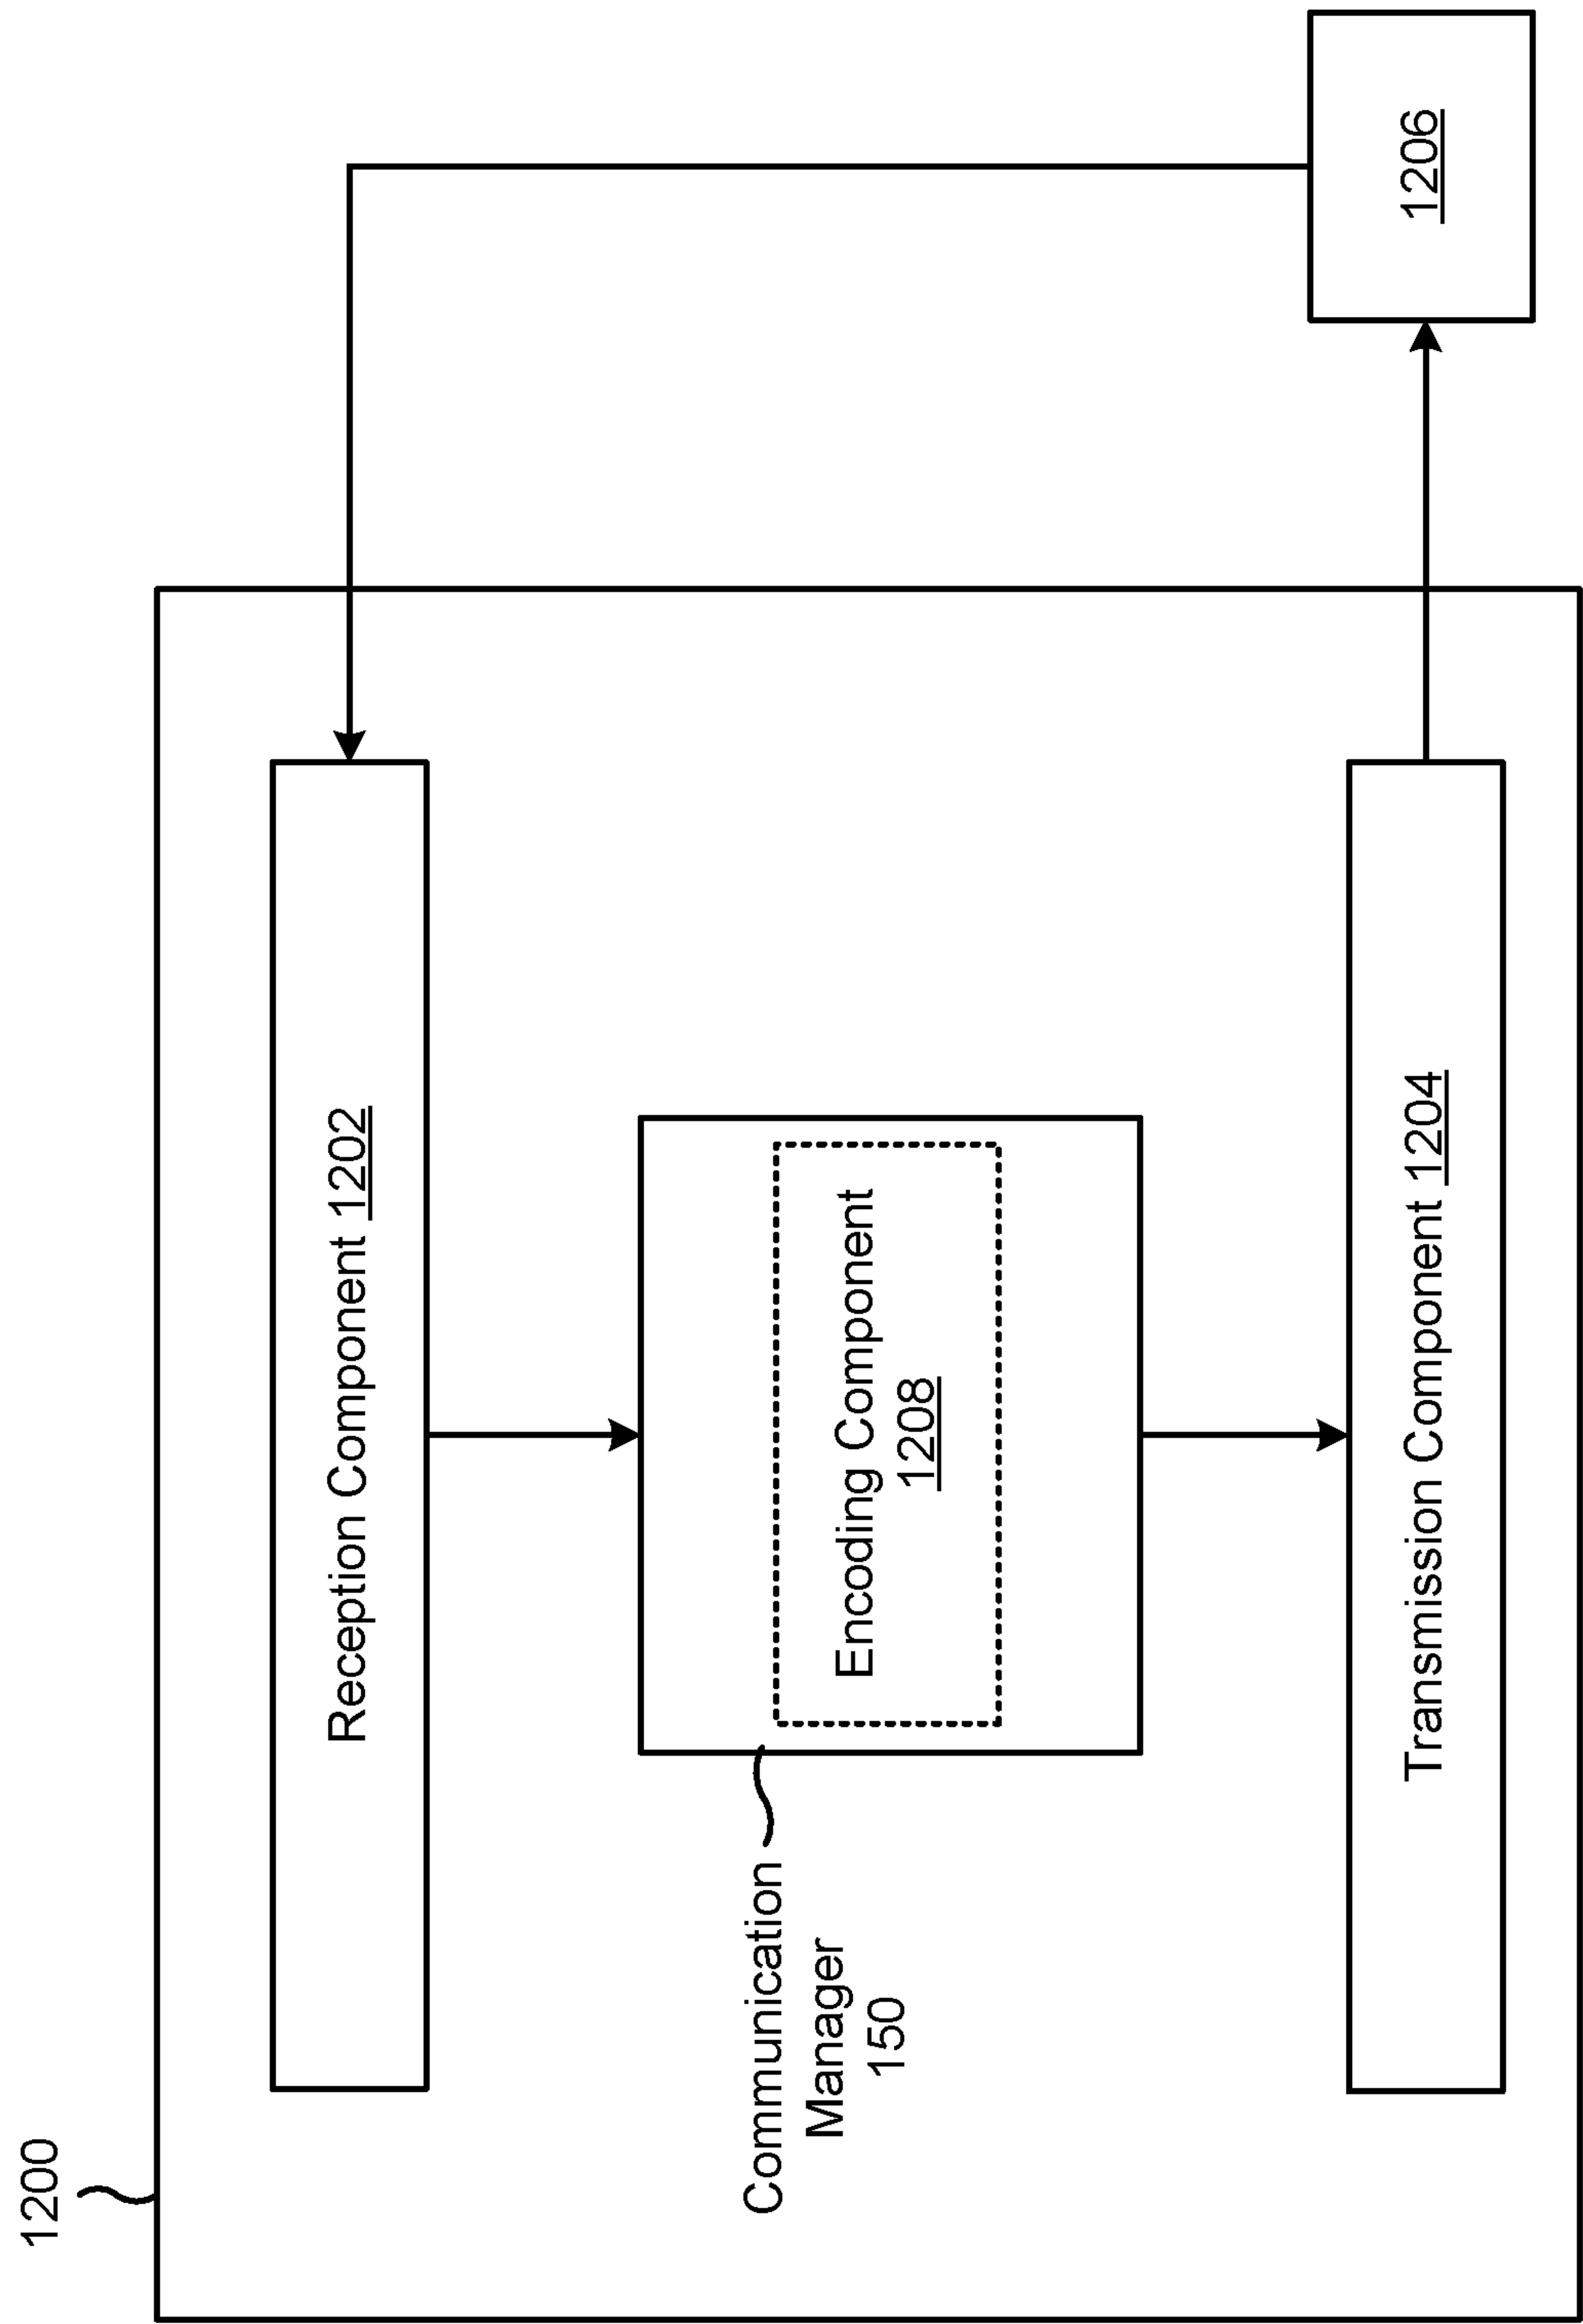 1200
Reception Component 1202
Communication
Manager
150
Encoding Component
1208
Transmission Component 1204
1206